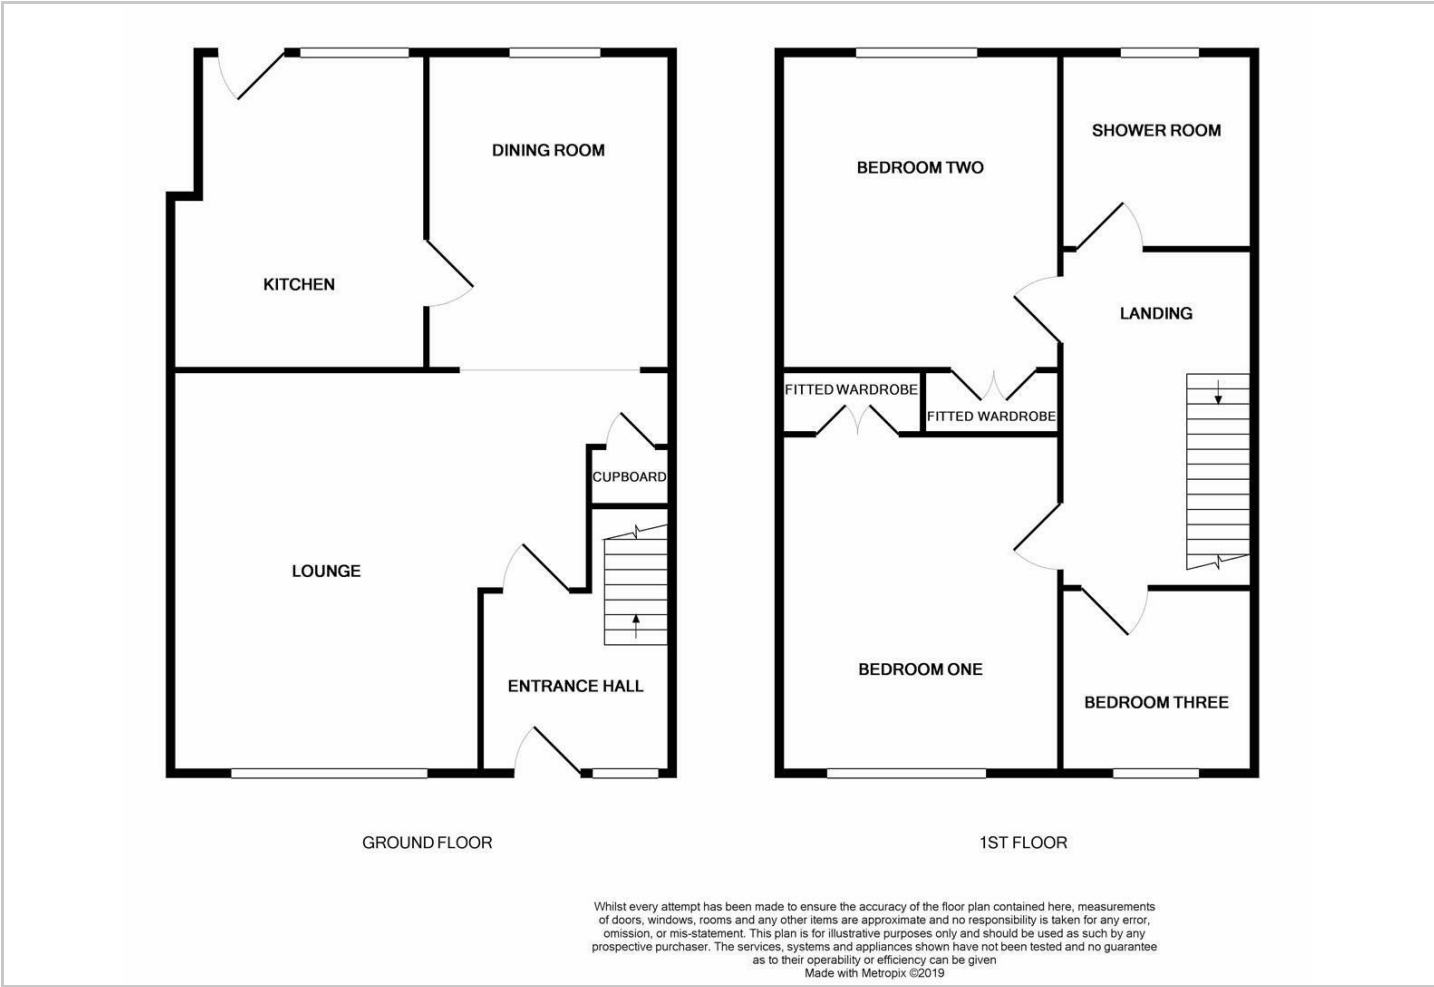 DINING ROOM
KITCHEN
CUPBOARD
LOUNGE
ENTRANCE HALL
GROUND FLOOR
SHOWER ROOM
BEDROOM TWO
LANDING
FITTED WARDROBE
FITTED WARDROBE
BEDROOM ONE
BEDROOM THREE
1ST FLOOR
Whilst every attempt has been made to ensure the accuracy of the floor plan contained here, measurements
of doors, windows, rooms and any other items are approximate and no responsibility is taken for any error,
omission, or mis-statement. This plan is for illustrative purposes only and should be used as such by any
prospective purchaser. The services, systems and appliances shown have not been tested and no guarantee
as to their operability or efficiency can be given
Made with Metropix ©2019